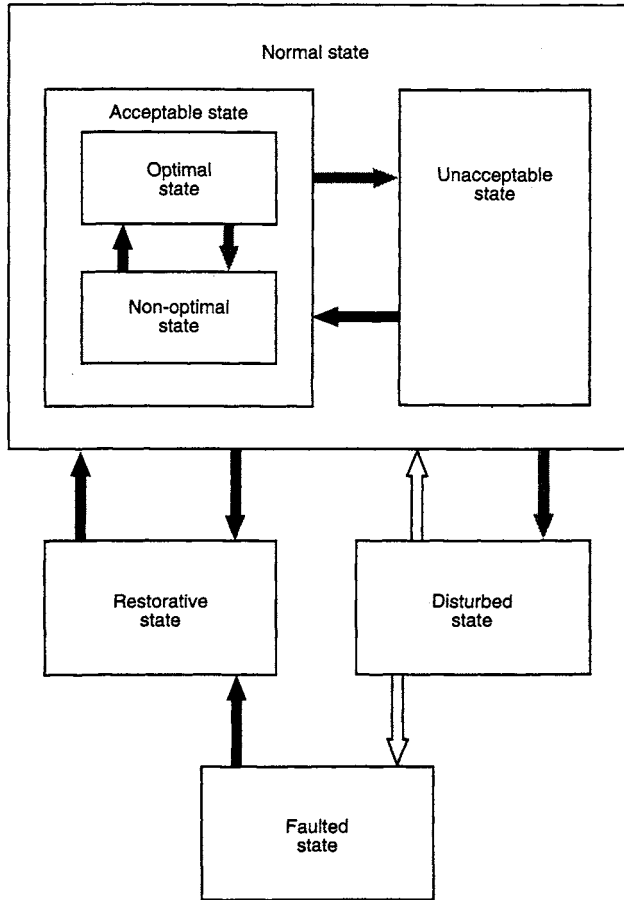 Normal state
Acceptable state
Optimal
state
Non-optimal
state
Unacceptable
state
Restorative
state
Disturbed
state
Faulted
state